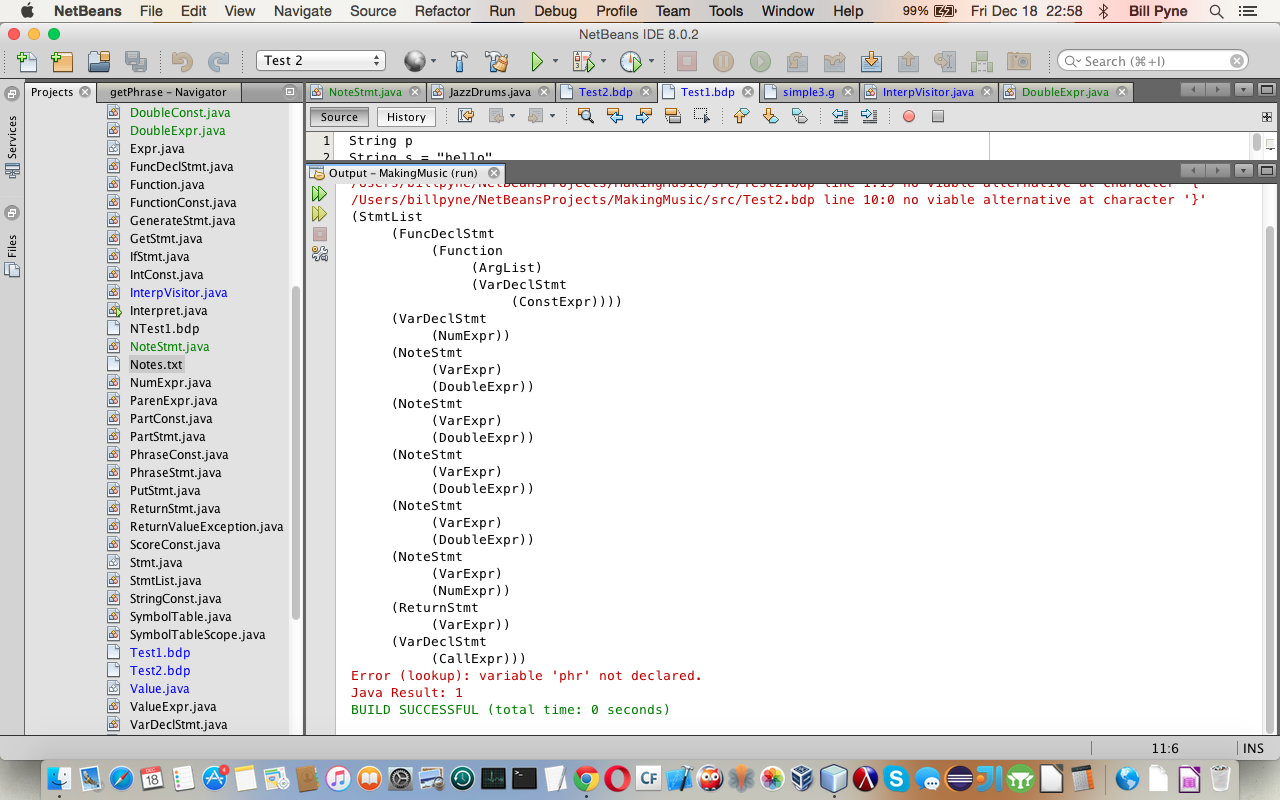 NetBeans File Edit View Navigate Source Refactor Run Debug Profile Team Tools Window Help 99% Fri Dec 18 22:58 Bill Pyne
NetBeans IDE 8.0.2
Test 2
Search (⌘+I)
Projects
getPhrase - Navigator
NoteStmt.java
JazzDrums.java
Test2.bdp
Test1.bdp
simple3.g
InterpVisitor.java
DoubleExpr.java
Services
Files
DoubleConst.java
DoubleExpr.java
Expr.java
FuncDeclStmt.java
Function.java
FunctionConst.java
GenerateStmt.java
GetStmt.java
IfStmt.java
IntConst.java
InterpVisitor.java
Interpret.java
NTest1.bdp
NoteStmt.java
Notes.txt
NumExpr.java
ParenExpr.java
PartConst.java
PartStmt.java
PhraseConst.java
PhraseStmt.java
PutStmt.java
ReturnStmt.java
ReturnValueException.java
ScoreConst.java
Stmt.java
StmtList.java
StringConst.java
SymbolTable.java
SymbolTableScope.java
Test1.bdp
Test2.bdp
Value.java
ValueExpr.java
VarDeclStmt.java
Source History
1 String p
2 String s = "hello"
Output - MakingMusic (run)
/Users/billpyne/NetBeansProjects/MakingMusic/src/Test2.bdp line 1:19 no viable alternative at character '{'
/Users/billpyne/NetBeansProjects/MakingMusic/src/Test2.bdp line 10:0 no viable alternative at character '}'
(StmtList
(FuncDeclStmt
(Function
(ArgList)
(VarDeclStmt
(ConstExpr))))
(VarDeclStmt
(NumExpr))
(NoteStmt
(VarExpr)
(DoubleExpr))
(NoteStmt
(VarExpr)
(DoubleExpr))
(NoteStmt
(VarExpr)
(DoubleExpr))
(NoteStmt
(VarExpr)
(DoubleExpr))
(NoteStmt
(VarExpr)
(NumExpr))
(ReturnStmt
(VarExpr))
(VarDeclStmt
(CallExpr)))
Error (lookup): variable 'phr' not declared.
Java Result: 1
BUILD SUCCESSFUL (total time: 0 seconds)
11:6 INS
DEC
18
CF